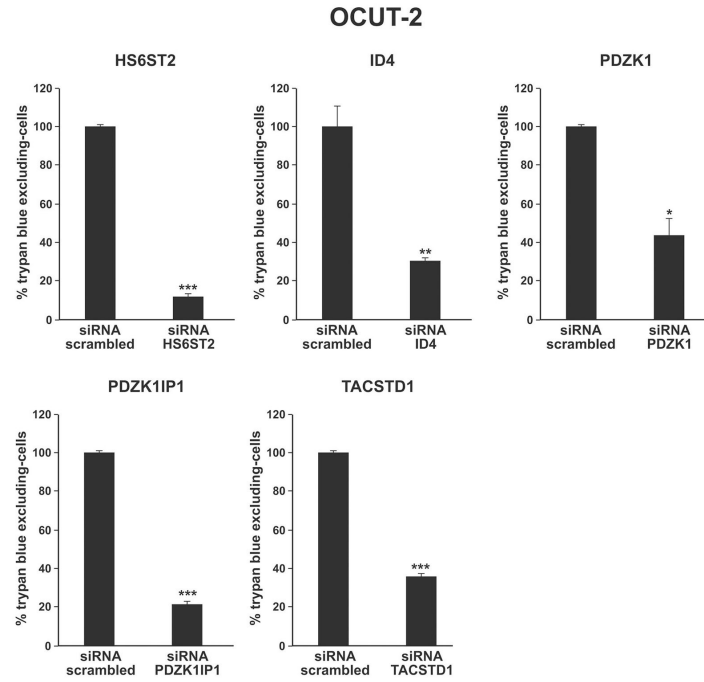 OCUT-2
HS6ST2
% trypan blue excluding-cells
120
100
80
60
40
20
0
***
siRNA siRNA
scrambled HS6ST2
ID4
% trypan blue excluding-cells
120
100
80
60
40
20
0
**
siRNA siRNA
scrambled ID4
PDZK1
% trypan blue excluding-cells
120
100
80
60
40
20
0
*
siRNA siRNA
scrambled PDZK1
PDZK1IP1
% trypan blue excluding-cells
120
100
80
60
40
20
0
***
siRNA siRNA
scrambled PDZK1IP1
TACSTD1
% trypan blue excluding-cells
120
100
80
60
40
20
0
***
siRNA siRNA
scrambled TACSTD1